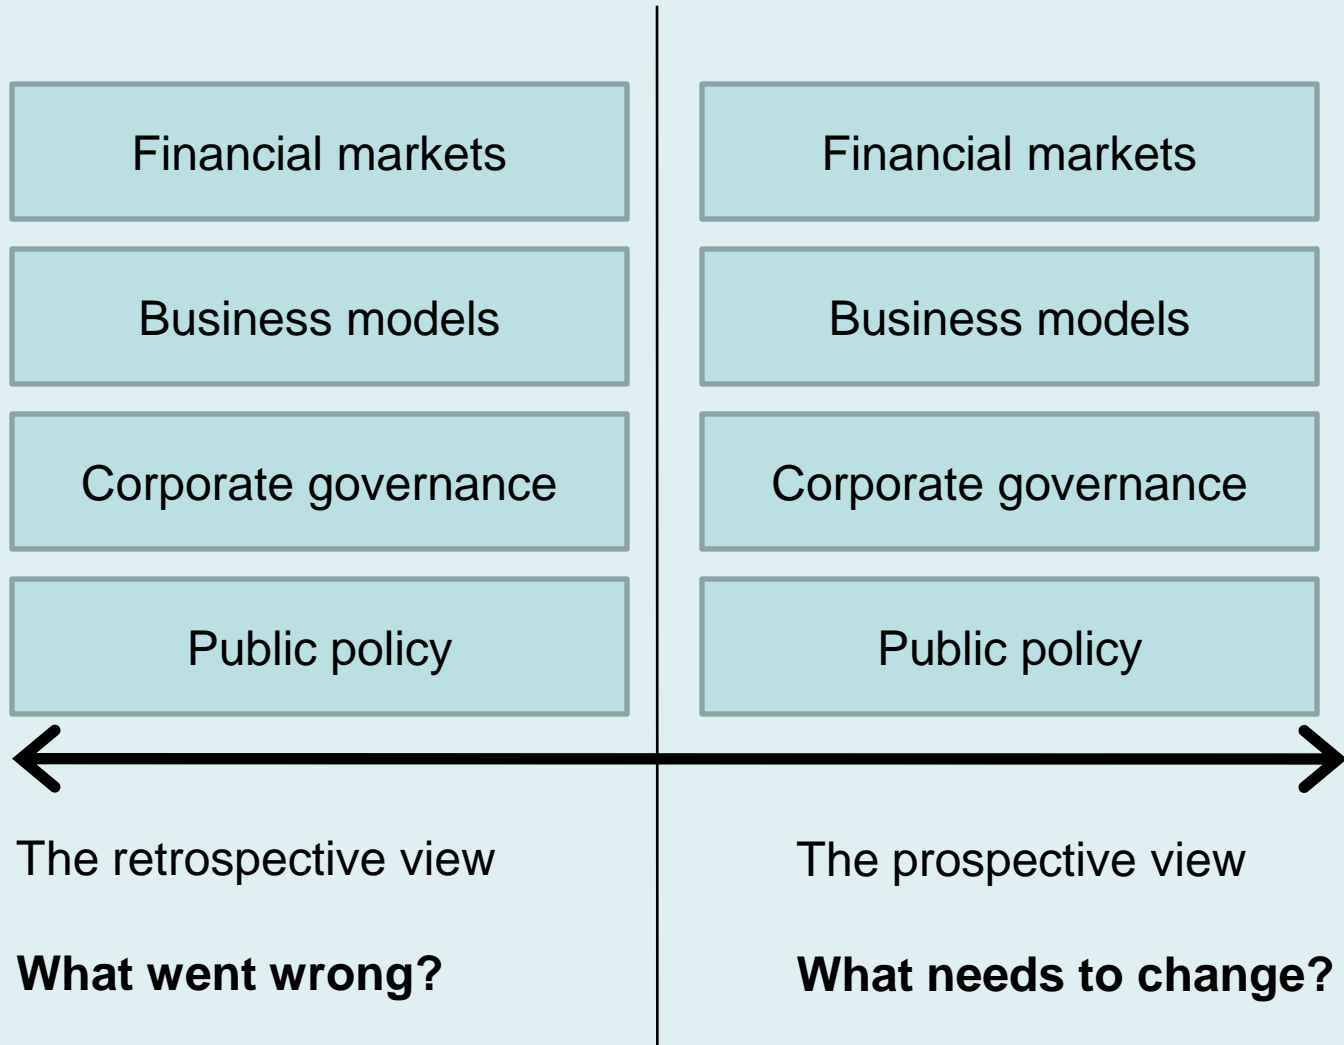 Financial markets
Business models
Corporate governance
Public policy
The retrospective view
What went wrong?
Financial markets
Business models
Corporate governance
Public policy
The prospective view
What needs to change?